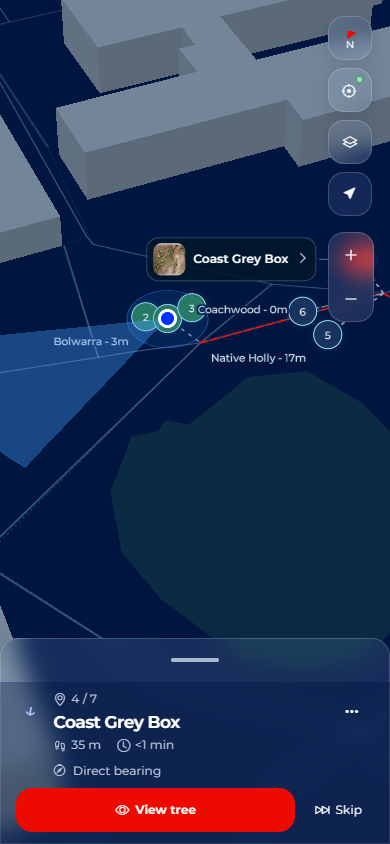 N
Coast Grey Box
+
2
3
Coachwood - 0m
6
−
5
Bolwarra - 3m
Native Holly - 17m
4 / 7
Coast Grey Box
35 m
<1 min
Direct bearing
View tree
Skip